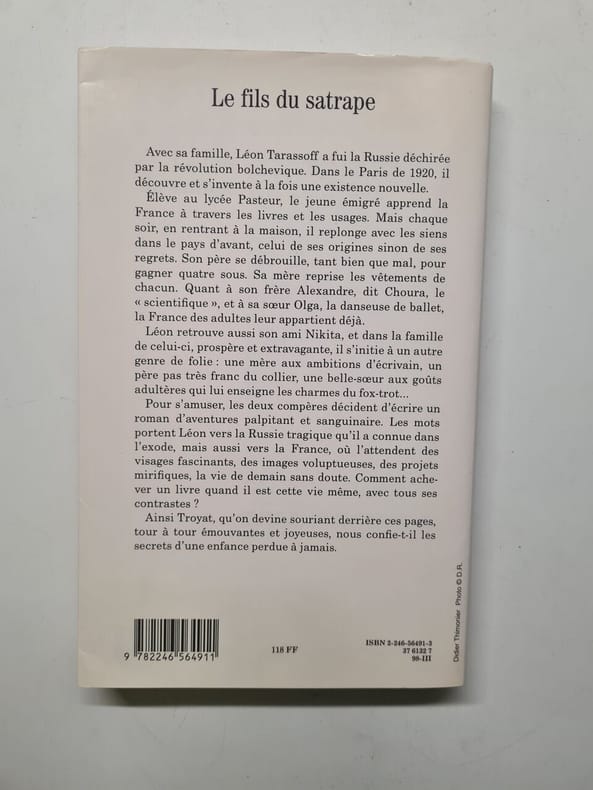 Le fils du satrape
Avec sa famille, Léon Tarassoff a fui la Russie déchirée
par la révolution bolchevique. Dans le Paris de 1920, il
découvre et s'invente à la fois une existence nouvelle.
Élève au lycée Pasteur, le jeune émigré apprend la
France à travers les livres et les usages. Mais chaque
soir, en rentrant à la maison, il replonge avec les siens
dans le pays d'avant, celui de ses origines sinon de ses
regrets. Son père se débrouille, tant bien que mal, pour
gagner quatre sous. Sa mère reprise les vêtements de
chacun. Quant à son frère Alexandre, dit Choura, le
« scientifique », et à sa sœur Olga, la danseuse de ballet,
la France des adultes leur appartient déjà.
Léon retrouve aussi son ami Nikita, et dans la famille
de celui-ci, prospère et extravagante, il s'initie à un autre
genre de folie : une mère aux ambitions d'écrivain, un
père pas très franc du collier, une belle-sœur aux goûts
adultères qui lui enseigne les charmes du fox-trot...
Pour s'amuser, les deux compères décident d'écrire un
roman d'aventures palpitant et sanguinaire. Les mots
portent Léon vers la Russie tragique qu'il a connue dans
l'exode, mais aussi vers la France, où l'attendent des
visages fascinants, des images voluptueuses, des projets
mirifiques, la vie de demain sans doute. Comment ache-
ver un livre quand il est cette vie même, avec tous ses
contrastes ?
Ainsi Troyat, qu'on devine souriant derrière ces pages,
tour à tour émouvantes et joyeuses, nous confie-t-il les
secrets d'une enfance perdue à jamais.
9 782246 564911
118 FF
ISBN 2-246-56491-3
37 6132 7
98-III
Didier Thimonier Photo © D.R.